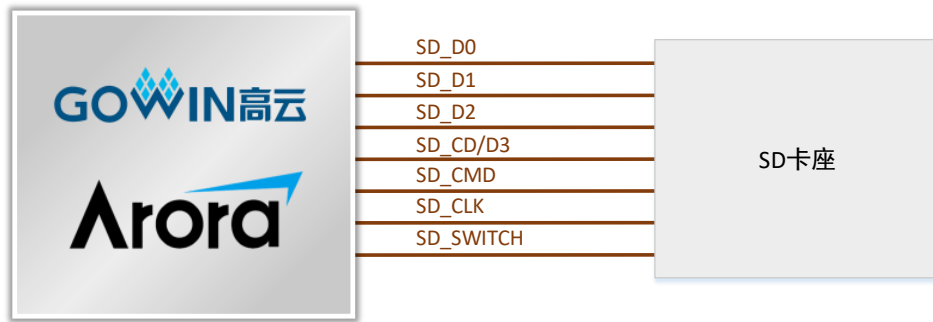 GOWIN高云
Arora
SD_D0
SD_D1
SD_D2
SD_CD/D3
SD_CMD
SD_CLK
SD_SWITCH
SD卡座